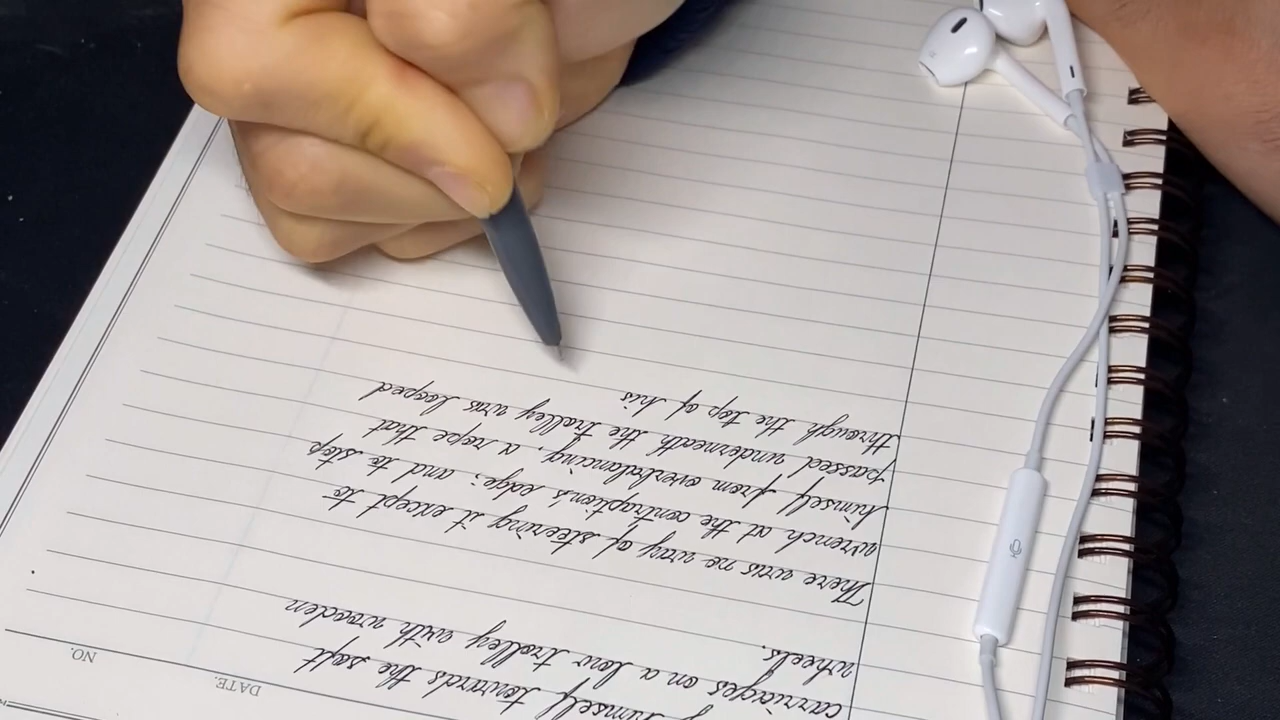 NO.
DATE.
himself towards the soft
carriages on a low trolley with wooden
wheels.
There was no way of steering it except to
wrench at the contraption's edge; and to stop
himself from overbalancing, a rope that
passed underneath the trolley was looped
through the top of his